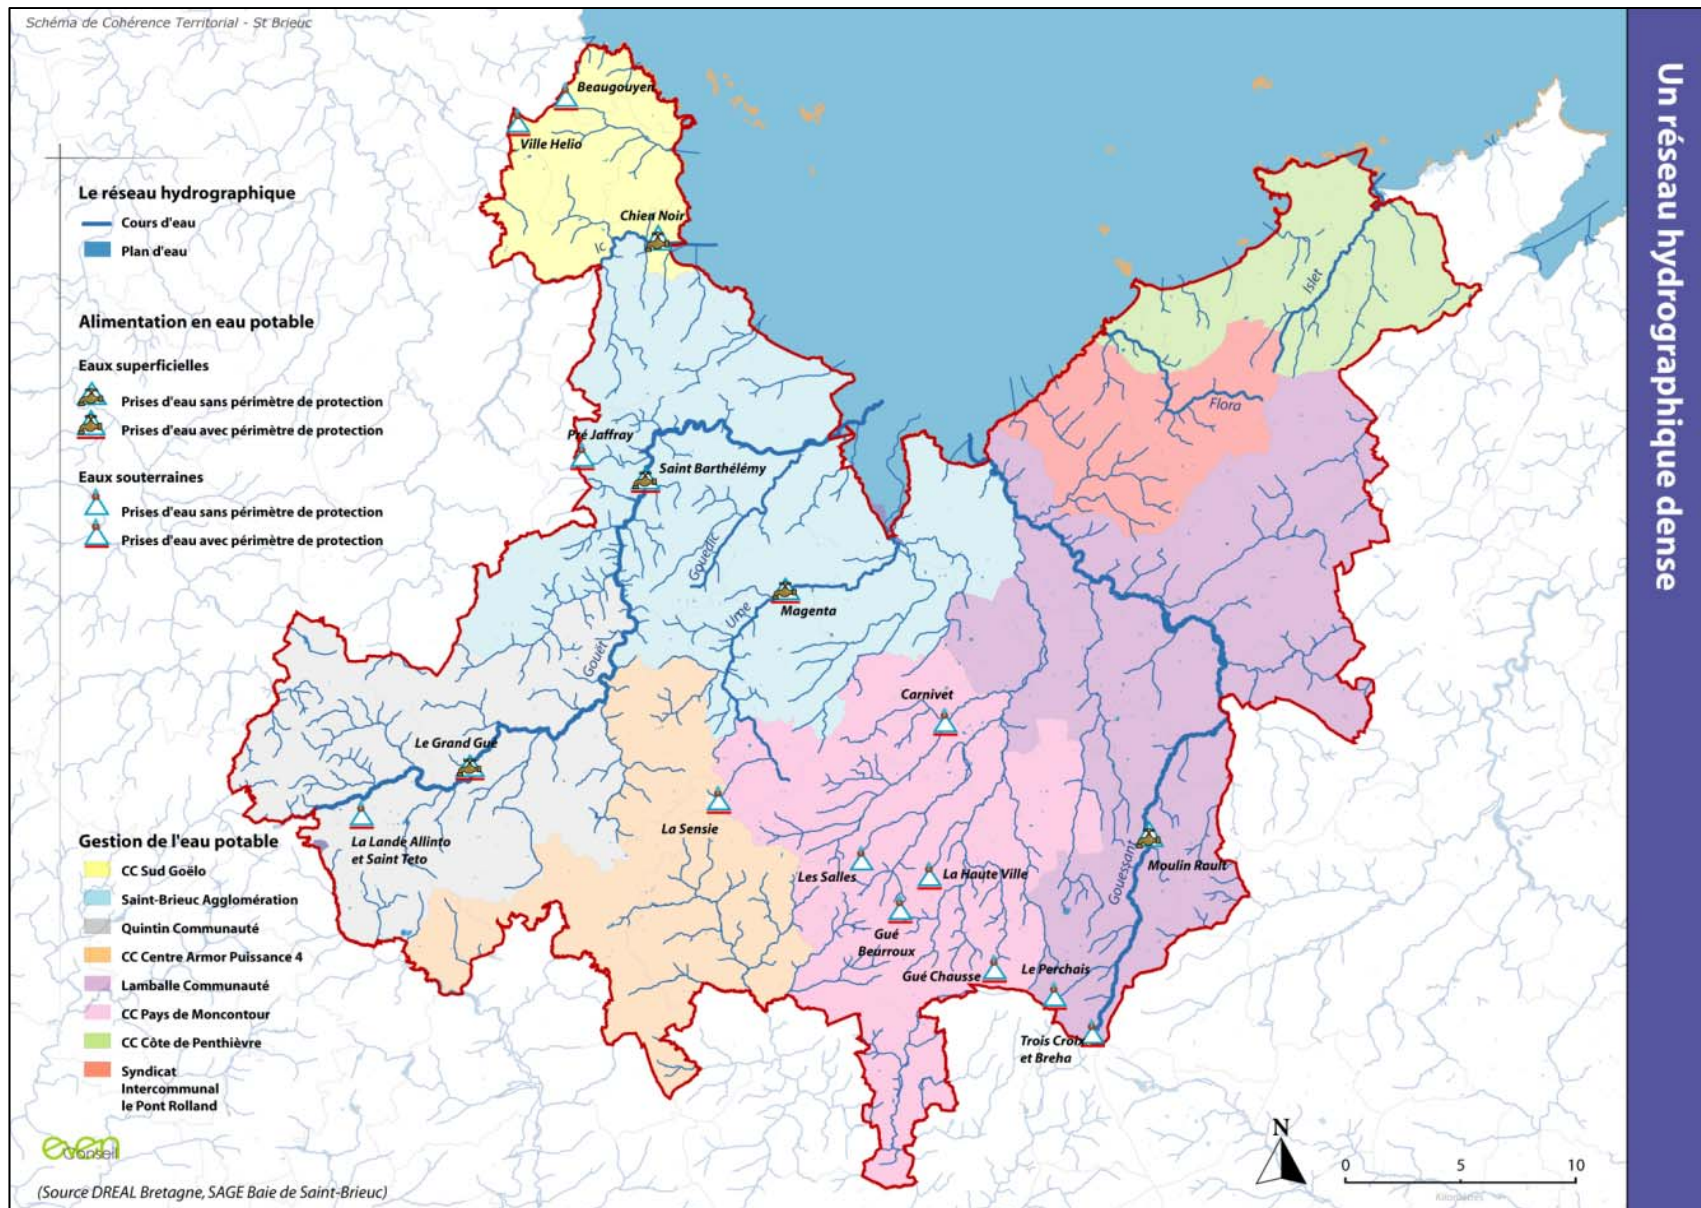 Schéma de Cohérence Territorial - St Brieuc
Un réseau hydrographique dense
Beaugouyen
Ville Helio
Le réseau hydrographique
Cours d'eau
Plan d'eau
Chien Noir
Ic
Islet
Alimentation en eau potable
Eaux superficielles
Prises d'eau sans périmètre de protection
Prises d'eau avec périmètre de protection
Flora
Pré Jaffray
Saint Barthélémy
Eaux souterraines
Prises d'eau sans périmètre de protection
Prises d'eau avec périmètre de protection
Gouëdic
Urne
Magenta
Gouët
Carnivet
Le Grand Gué
La Sensie
La Lande Allinto
et Saint Teto
Les Salles
La Haute Ville
Gouessant
Moulin Rault
Gué
Beurroux
Gué Chausse
Le Perchais
Trois Croix
et Breha
Gestion de l'eau potable
CC Sud Goëlo
Saint-Brieuc Agglomération
Quintin Communauté
CC Centre Armor Puissance 4
Lamballe Communauté
CC Pays de Moncontour
CC Côte de Penthièvre
Syndicat
Intercommunal
le Pont Rolland
N
0 5 10
Kilomètres
even
Conseil
(Source DREAL Bretagne, SAGE Baie de Saint-Brieuc)